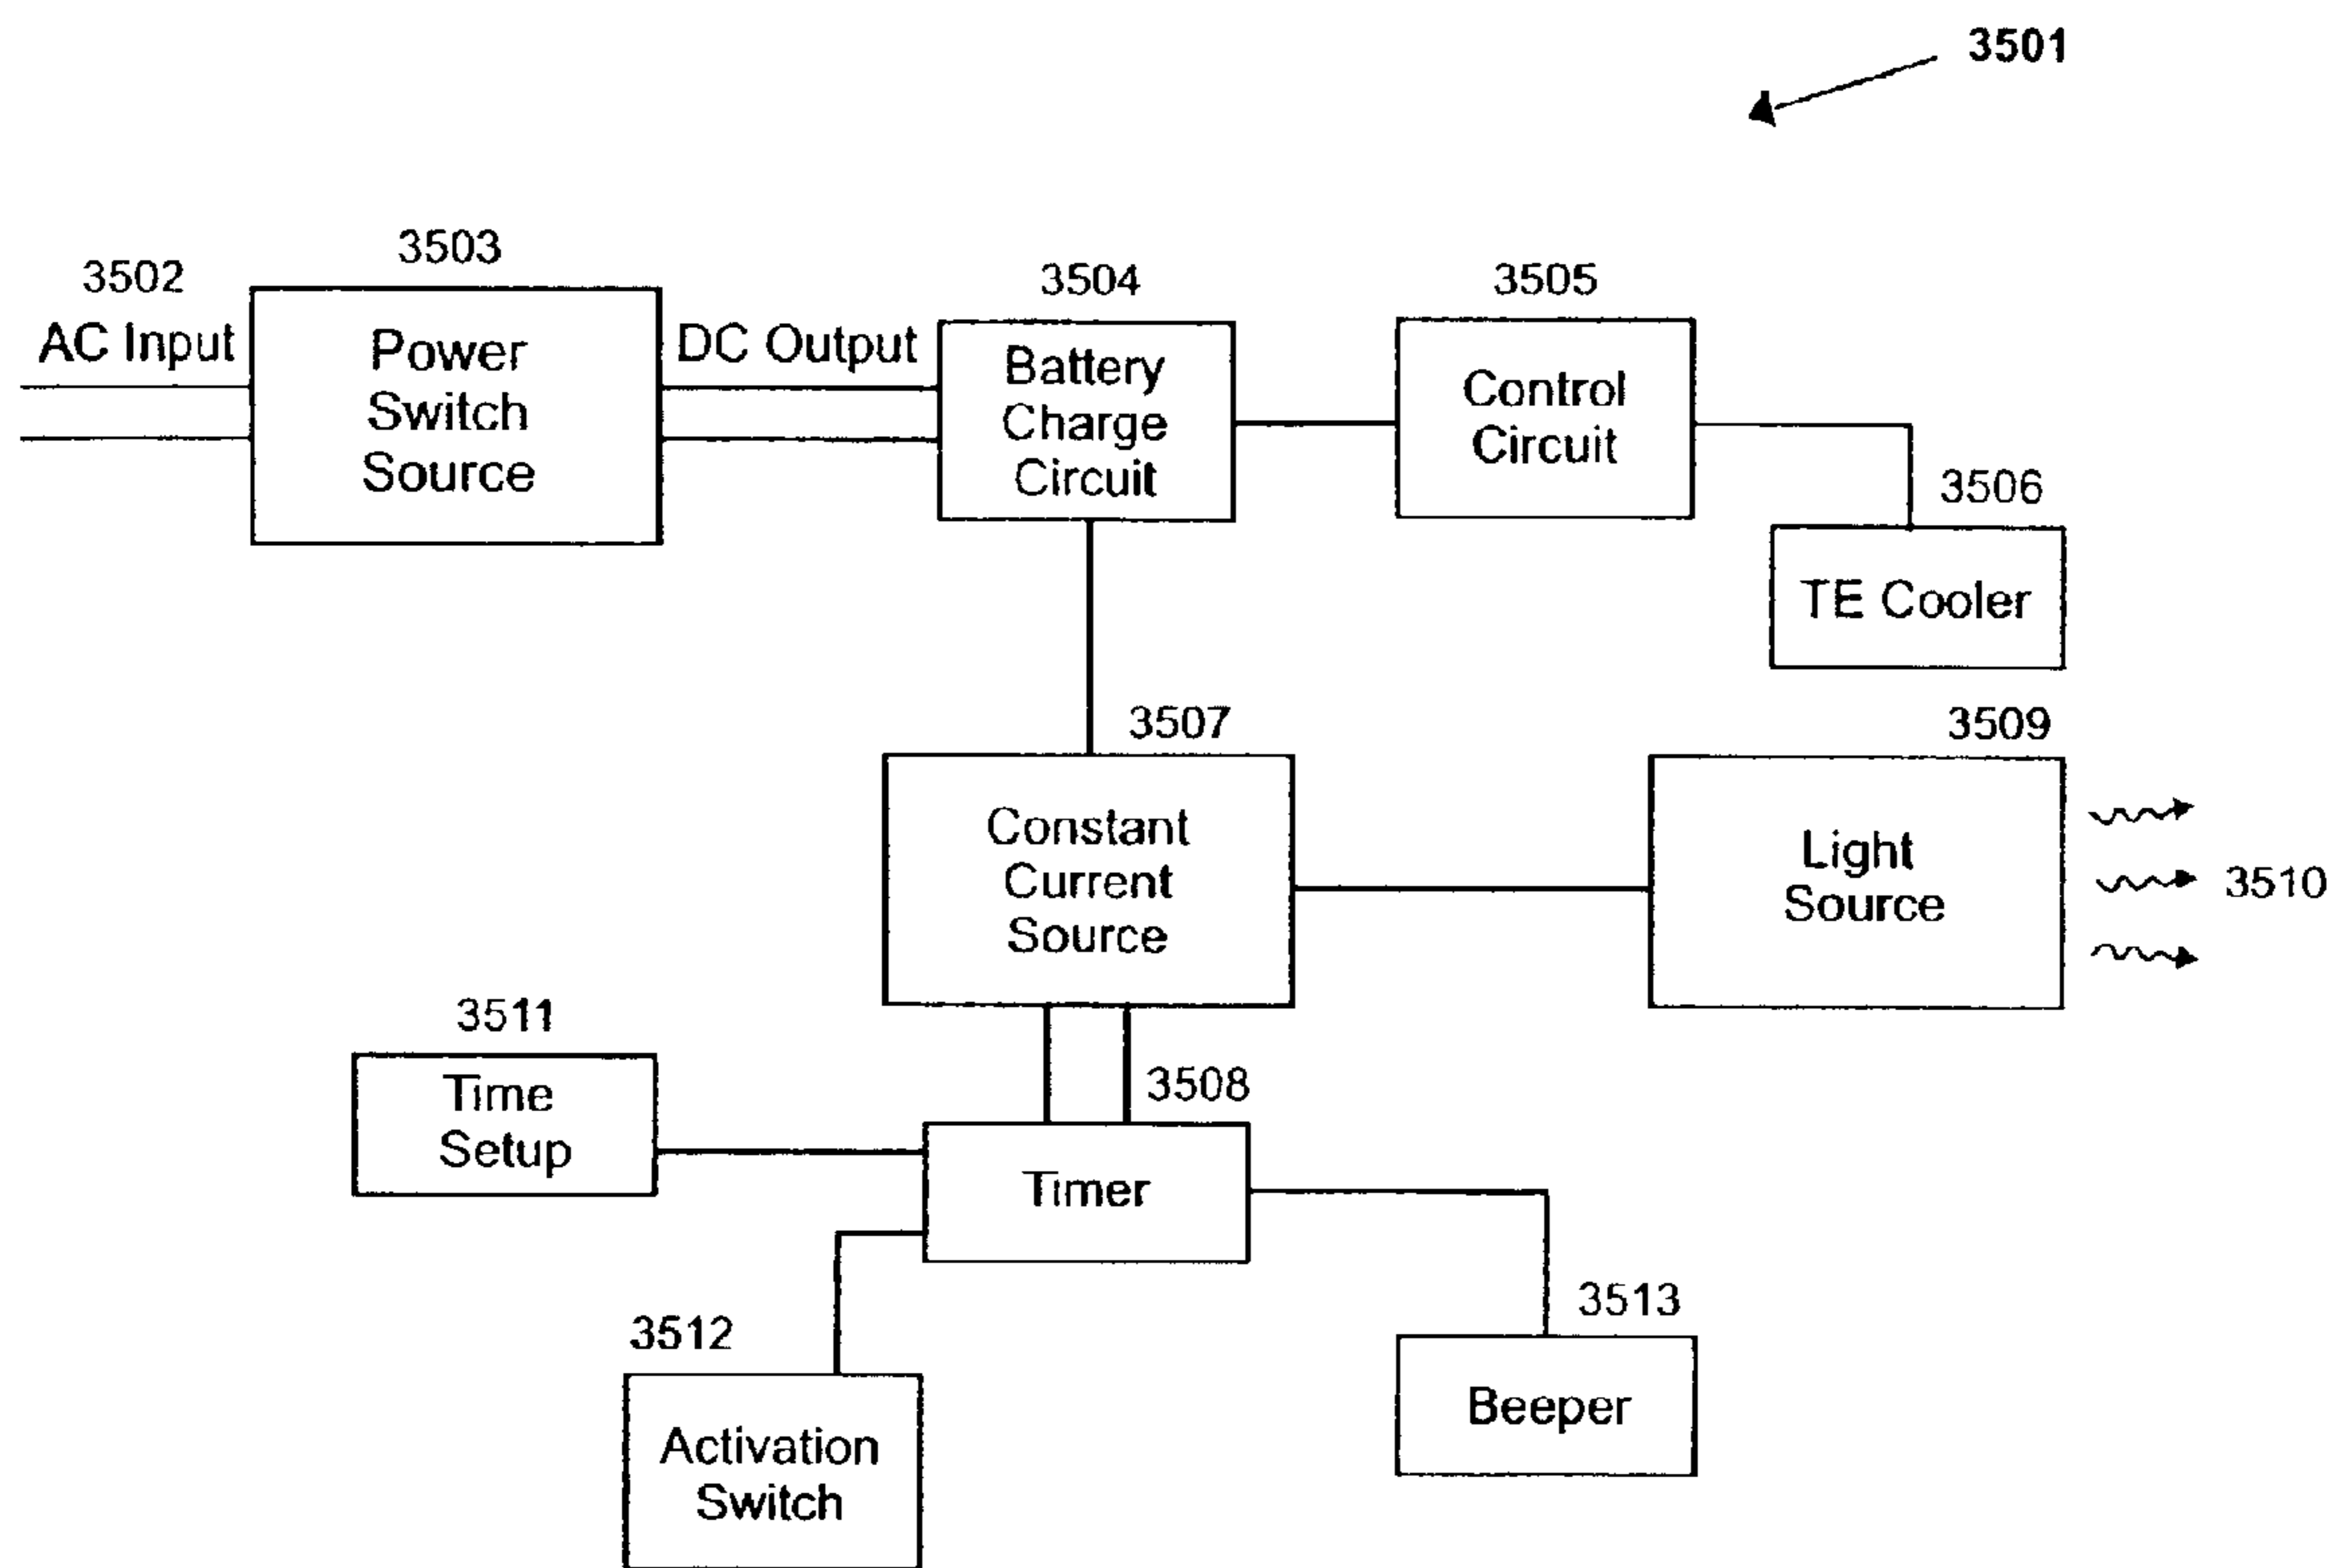 3501
3502
AC Input
3503
Power
Switch
Source
DC Output
3504
Battery
Charge
Circuit
3505
Control
Circuit
3506
TE Cooler
3507
Constant
Current
Source
3509
Light
Source
3510
3511
Time
Setup
3508
Timer
3512
Activation
Switch
3513
Beeper